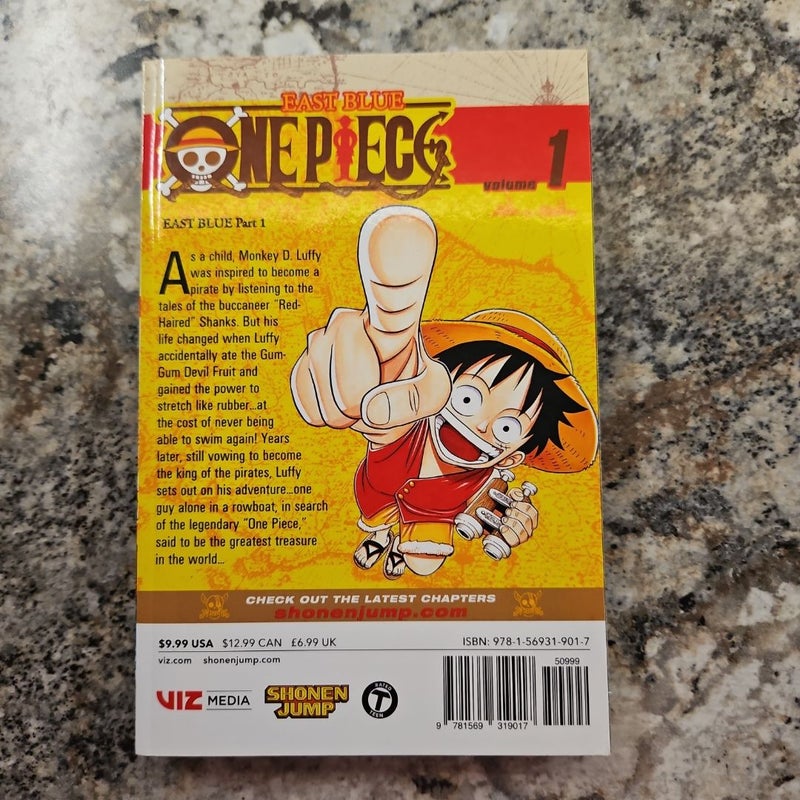 EAST BLUE
ONE PIECE
volume 1
EAST BLUE Part 1
As a child, Monkey D. Luffy
was inspired to become a
pirate by listening to the
tales of the buccaneer "Red-
Haired" Shanks. But his
life changed when Luffy
accidentally ate the Gum-
Gum Devil Fruit and
gained the power to
stretch like rubber...at
the cost of never being
able to swim again! Years
later, still vowing to become
the king of the pirates, Luffy
sets out on his adventure...one
guy alone in a rowboat, in search
of the legendary "One Piece,"
said to be the greatest treasure
in the world...
CHECK OUT THE LATEST CHAPTERS
shonenjump.com
$9.99 USA $12.99 CAN £6.99 UK
ISBN: 978-1-56931-901-7
viz.com shonenjump.com
50999
VIZ MEDIA
SHONEN
JUMP
RATED
T
TEEN
9 781569 319017